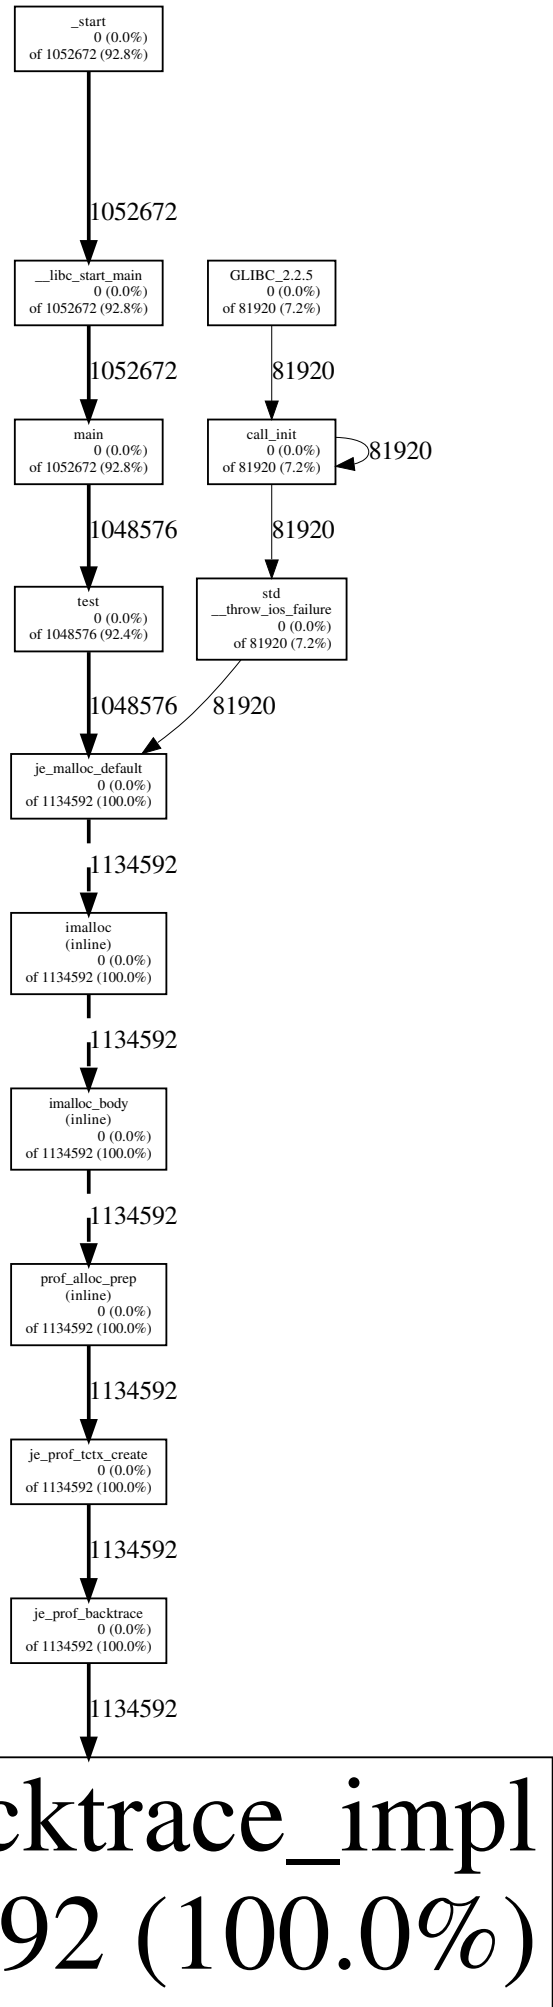 _start
0 (0.0%)
of 1052672 (92.8%)
1052672
__libc_start_main
0 (0.0%)
of 1052672 (92.8%)
GLIBC_2.2.5
0 (0.0%)
of 81920 (7.2%)
1052672
81920
main
0 (0.0%)
of 1052672 (92.8%)
call_init
0 (0.0%)
of 81920 (7.2%)
81920
1048576
81920
test
0 (0.0%)
of 1048576 (92.4%)
std
__throw_ios_failure
0 (0.0%)
of 81920 (7.2%)
1048576
81920
je_malloc_default
0 (0.0%)
of 1134592 (100.0%)
1134592
imalloc
(inline)
0 (0.0%)
of 1134592 (100.0%)
1134592
imalloc_body
(inline)
0 (0.0%)
of 1134592 (100.0%)
1134592
prof_alloc_prep
(inline)
0 (0.0%)
of 1134592 (100.0%)
1134592
je_prof_tctx_create
0 (0.0%)
of 1134592 (100.0%)
1134592
je_prof_backtrace
0 (0.0%)
of 1134592 (100.0%)
1134592
cktrace_impl
92 (100.0%)